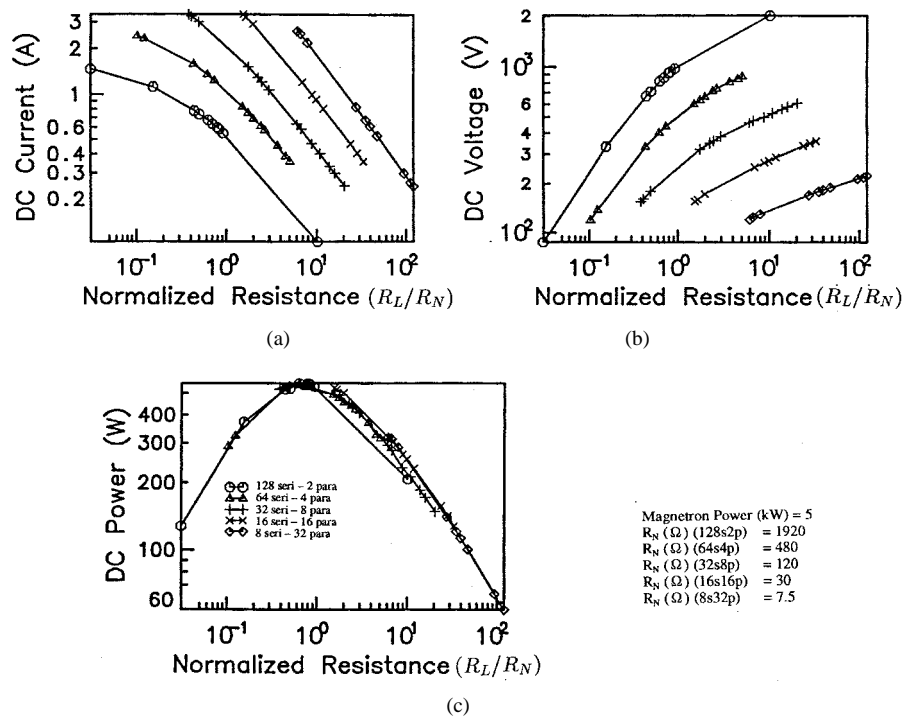 3
2
1
0.6
0.4
0.3
0.2
DC Current (A)
10⁻¹ 10⁰ 10¹ 10²
Normalized Resistance (R_L/R_N)
(a)
10³
6
4
2
10²
DC Voltage (V)
10⁻¹ 10⁰ 10¹ 10²
Normalized Resistance (R_L/R_N)
(b)
400
300
200
100
60
DC Power (W)
128 seri – 2 para
64 seri – 4 para
32 seri – 8 para
16 seri – 16 para
8 seri – 32 para
10⁻¹ 10⁰ 10¹ 10²
Normalized Resistance (R_L/R_N)
(c)
Magnetron Power (kW) = 5
R_N (Ω) (128s2p) = 1920
R_N (Ω) (64s4p) = 480
R_N (Ω) (32s8p) = 120
R_N (Ω) (16s16p) = 30
R_N (Ω) (8s32p) = 7.5